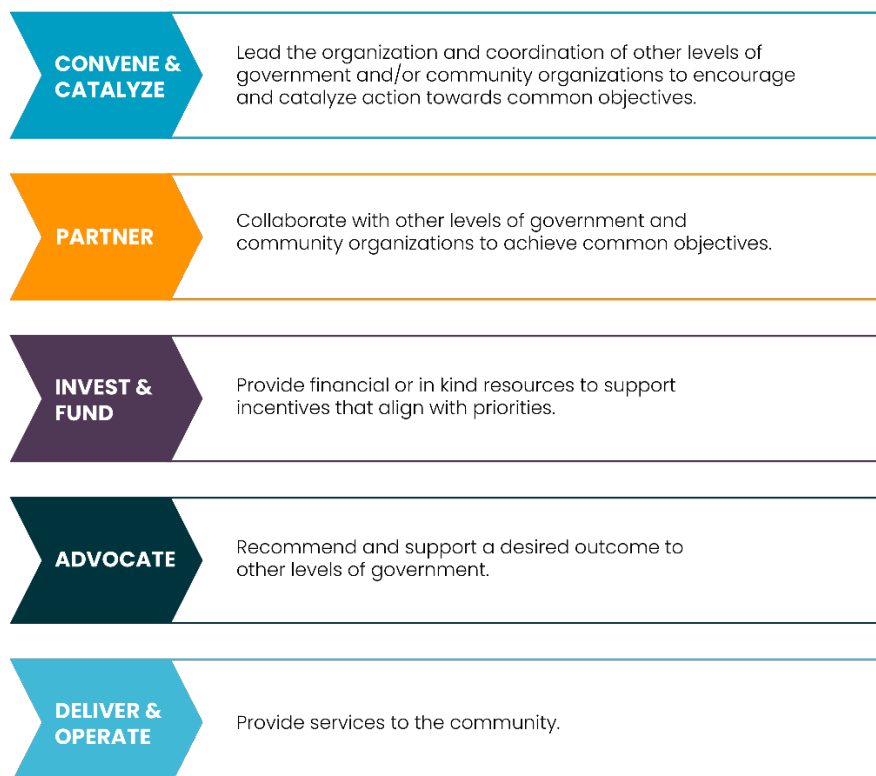 CONVENE &
CATALYZE
Lead the organization and coordination of other levels of
government and/or community organizations to encourage
and catalyze action towards common objectives.
PARTNER
Collaborate with other levels of government and
community organizations to achieve common objectives.
INVEST &
FUND
Provide financial or in kind resources to support
incentives that align with priorities.
ADVOCATE
Recommend and support a desired outcome to
other levels of government.
DELIVER &
OPERATE
Provide services to the community.